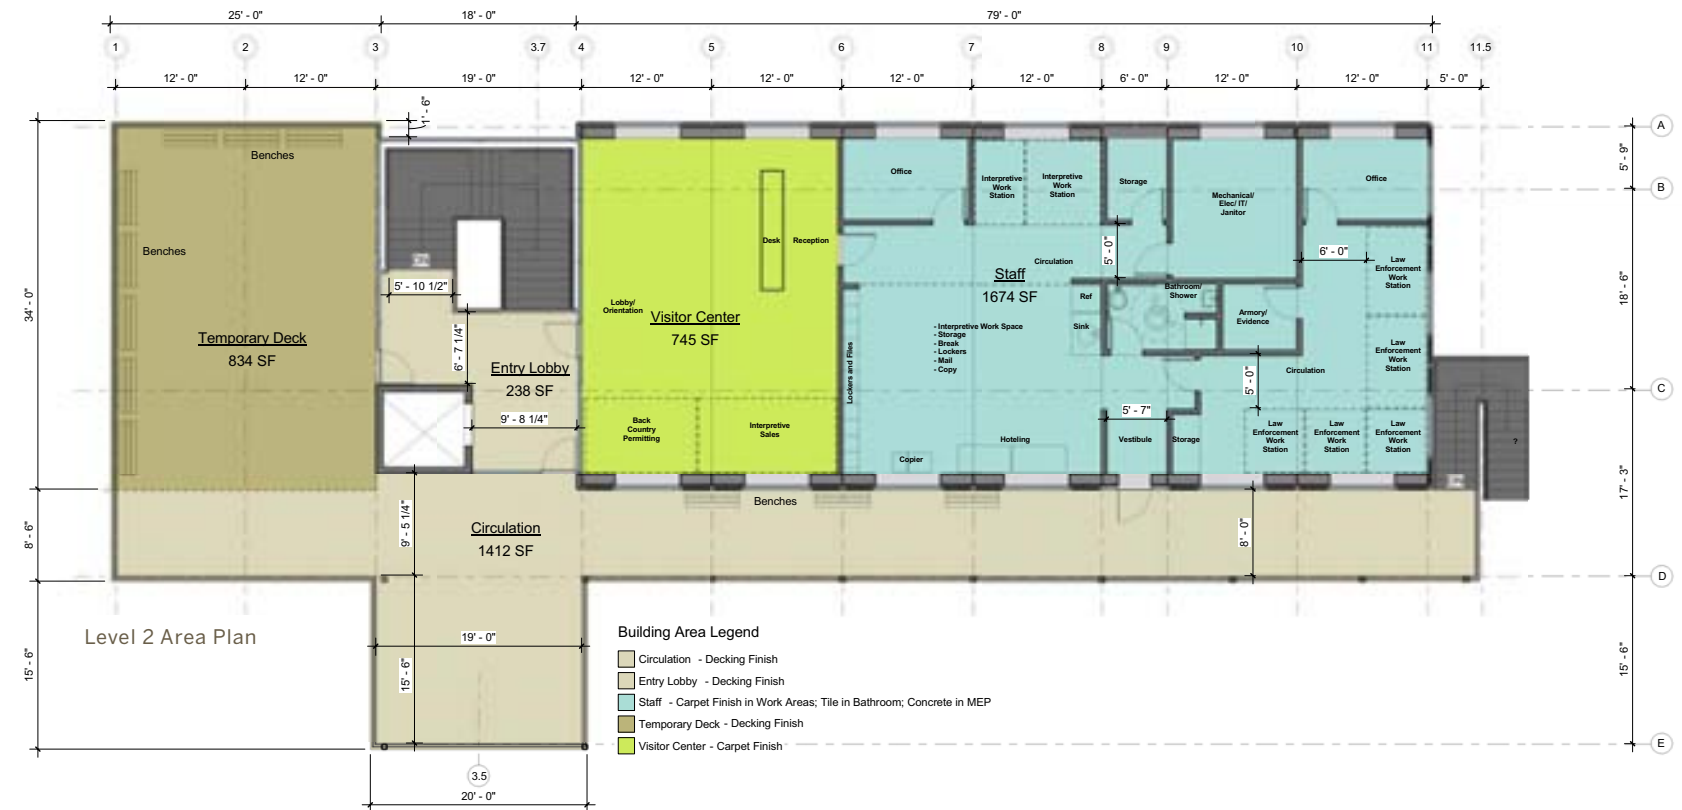 25' - 0"
18' - 0"
79' - 0"
1
2
3
3.7
4
5
6
7
8
9
10
11
11.5
12' - 0"
12' - 0"
19' - 0"
12' - 0"
12' - 0"
12' - 0"
12' - 0"
6' - 0"
12' - 0"
12' - 0"
5' - 0"
1' - 6"
A
B
C
D
E
5' - 9"
18' - 6"
17' - 3"
15' - 6"
34' - 0"
8' - 6"
15' - 6"
Benches
Benches
Temporary Deck
834 SF
5' - 10 1/2"
6' - 7 1/4"
Entry Lobby
238 SF
9' - 8 1/4"
9' - 5 1/4"
Desk
Reception
Lobby/
Orientation
Visitor Center
745 SF
Back
Country
Permitting
Interpretive
Sales
Office
Interpretive
Work
Station
Interpretive
Work
Station
Storage
Mechanical/
Elec/ IT/
Janitor
Office
Circulation
5' - 0"
6' - 0"
Staff
1674 SF
- Interpretive Work Space
- Storage
- Break
- Lockers
- Mail
- Copy
Lockers and Files
Ref
Sink
Bathroom/
Shower
Armory/
Evidence
Law
Enforcement
Work
Station
Law
Enforcement
Work
Station
Circulation
5' - 0"
5' - 7"
Copier
Hoteling
Vestibule
Storage
Law
Enforcement
Work
Station
Law
Enforcement
Work
Station
Law
Enforcement
Work
Station
?
Benches
Circulation
1412 SF
8' - 0"
19' - 0"
15' - 6"
3.5
20' - 0"
Level 2 Area Plan
Building Area Legend
Circulation - Decking Finish
Entry Lobby - Decking Finish
Staff - Carpet Finish in Work Areas; Tile in Bathroom; Concrete in MEP
Temporary Deck - Decking Finish
Visitor Center - Carpet Finish